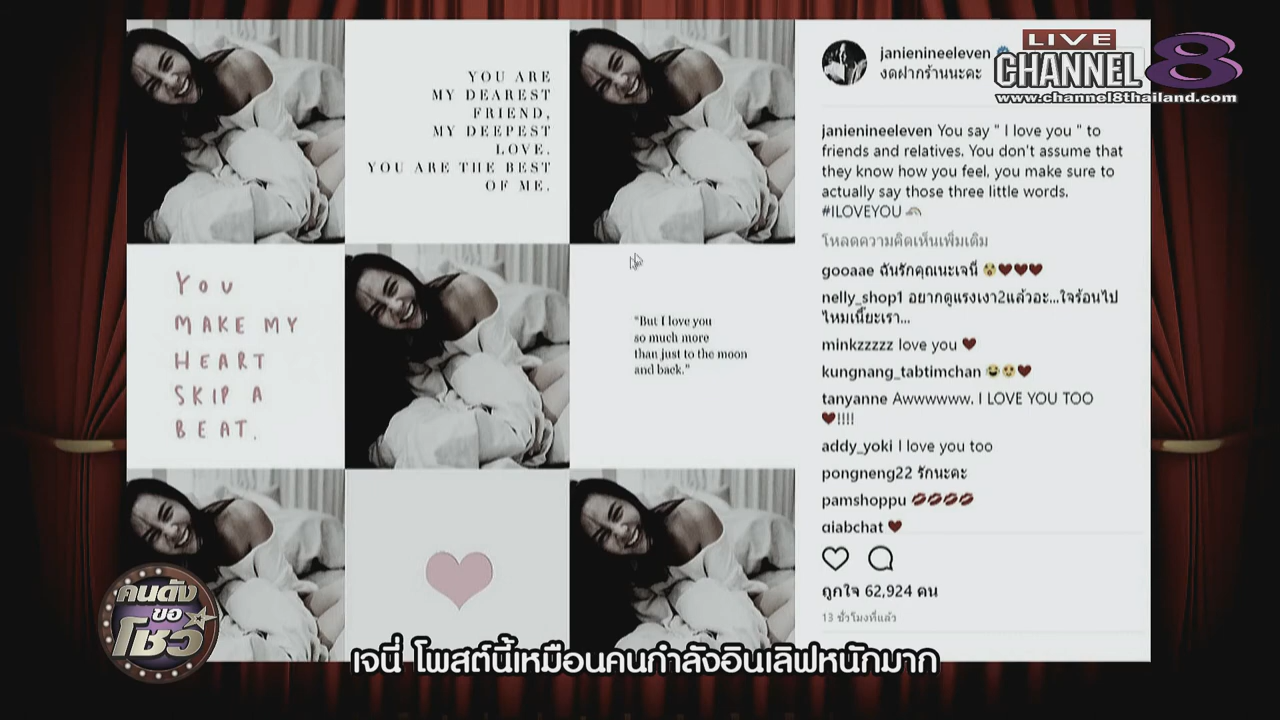 LIVE
CHANNEL 8
www.channel8thailand.com
YOU ARE
MY DEAREST
FRIEND,
MY DEEPEST
LOVE.
YOU ARE THE BEST
OF ME.
YOU
MAKE MY
HEART
SKIP A
BEAT.
"But I love you
so much more
than just to the moon
and back."
janienineeleven
งดฝากร้านนะคะ
janienineeleven You say " I love you " to
friends and relatives. You don't assume that
they know how you feel, you make sure to
actually say those three little words.
#ILOVEYOU
โหลดความคิดเห็นเพิ่มเติม
gooaae ฉันรักคุณนะเจนี่ 😲❤❤❤
nelly_shop1 อยากดูแรงเงา2แล้วอะ...ใจร้อนไป
ไหมเนี๊ยะเรา...
minkzzzzz love you ❤
kungnang_tabtimchan 😂😍❤
tanyanne Awwwwww. I LOVE YOU TOO
❤!!!!
addy_yoki I love you too
pongneng22 รักนะคะ
pamshoppu 💋💋💋💋
aiabchat ❤
ถูกใจ 62,924 คน
13 ชั่วโมงที่แล้ว
คนดัง
ขอ
โชว์
เจนี่ โพสต์นี้เหมือนคนกำลังอินเลิฟหนักมาก